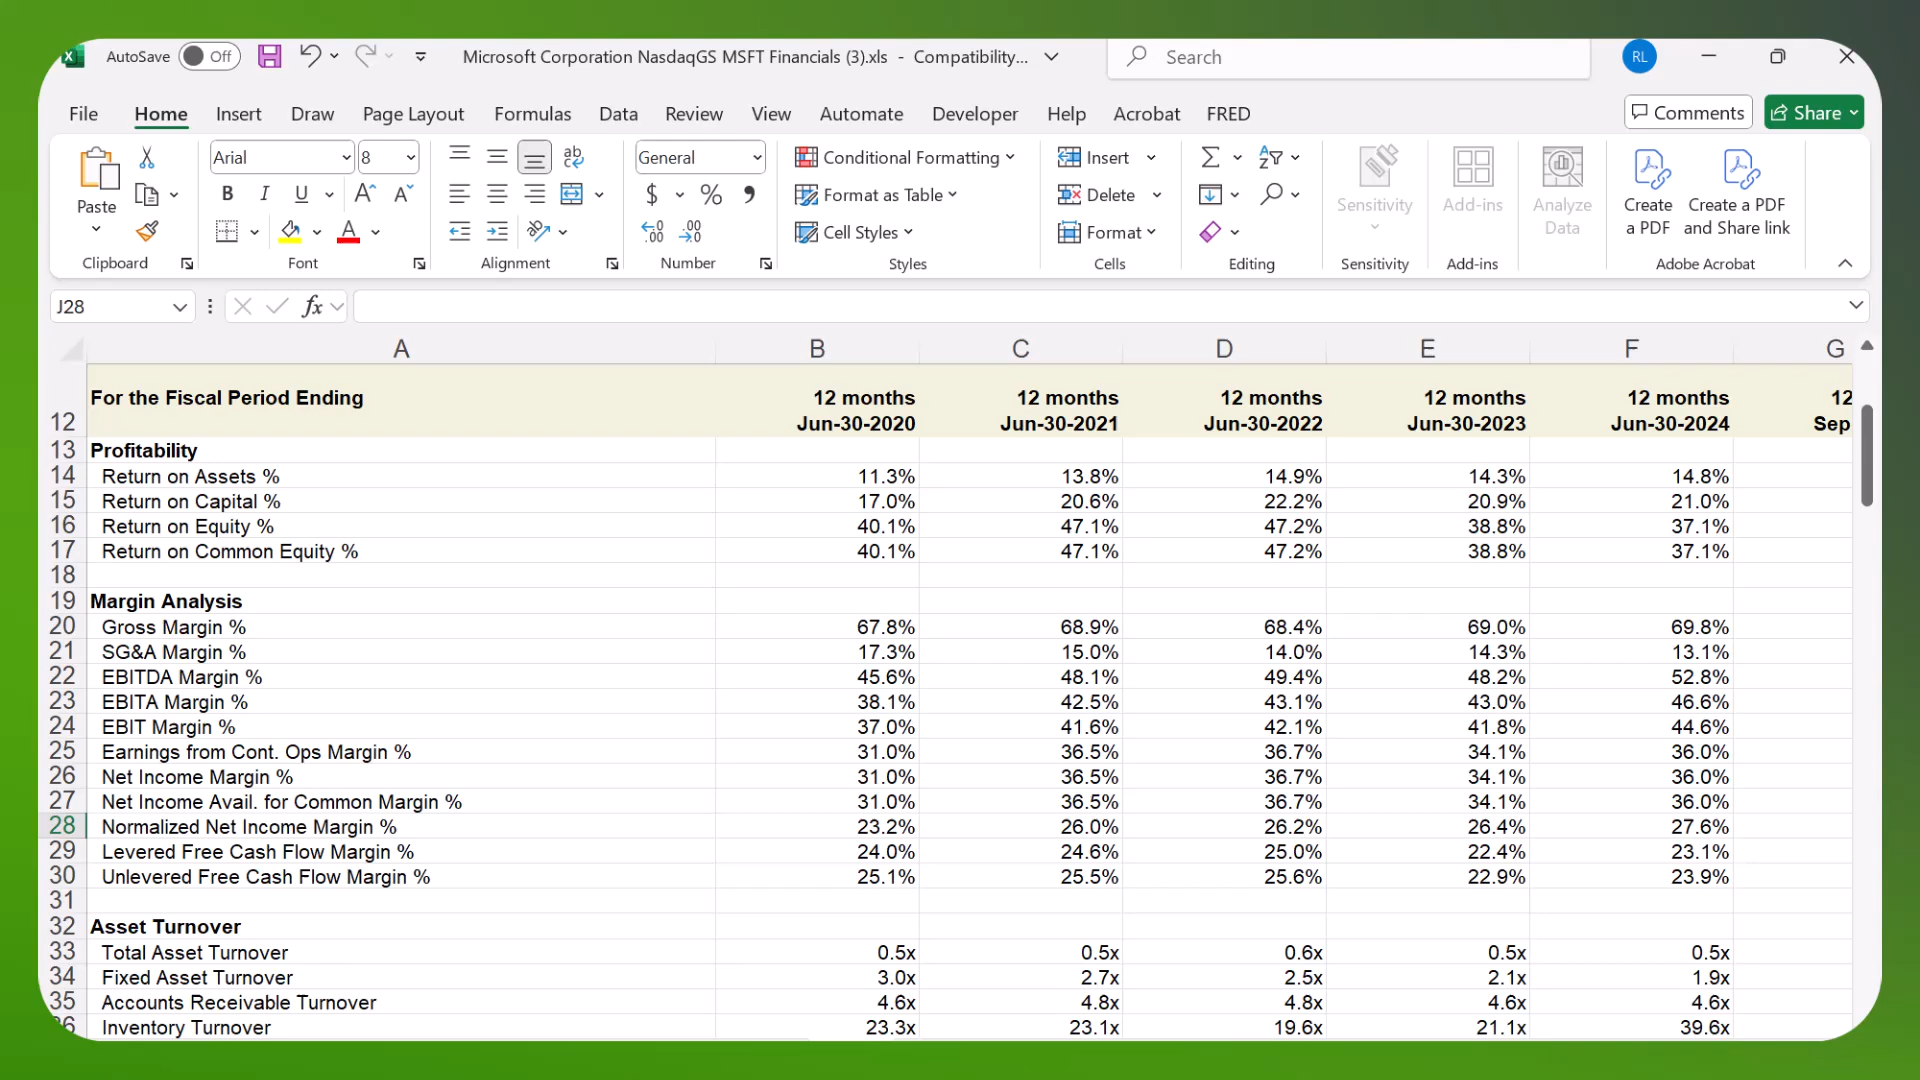 AutoSave Off Microsoft Corporation NasdaqGS MSFT Financials (3).xls - Compatibility... Search RL
File Home Insert Draw Page Layout Formulas Data Review View Automate Developer Help Acrobat FRED Comments Share
Paste Arial 8 ab General Conditional Formatting Insert Sensitivity Add-ins Analyze Data Create a PDF Create a PDF and Share link
B I U A A $ % Format as Table Delete
A .00 .00 Cell Styles Format
Clipboard Font Alignment Number Styles Cells Editing Sensitivity Add-ins Adobe Acrobat
J28 fx
A B C D E F G
12 For the Fiscal Period Ending 12 months Jun-30-2020 12 months Jun-30-2021 12 months Jun-30-2022 12 months Jun-30-2023 12 months Jun-30-2024 12 Sep
13 Profitability
14 Return on Assets % 11.3% 13.8% 14.9% 14.3% 14.8%
15 Return on Capital % 17.0% 20.6% 22.2% 20.9% 21.0%
16 Return on Equity % 40.1% 47.1% 47.2% 38.8% 37.1%
17 Return on Common Equity % 40.1% 47.1% 47.2% 38.8% 37.1%
18
19 Margin Analysis
20 Gross Margin % 67.8% 68.9% 68.4% 69.0% 69.8%
21 SG&A Margin % 17.3% 15.0% 14.0% 14.3% 13.1%
22 EBITDA Margin % 45.6% 48.1% 49.4% 48.2% 52.8%
23 EBITA Margin % 38.1% 42.5% 43.1% 43.0% 46.6%
24 EBIT Margin % 37.0% 41.6% 42.1% 41.8% 44.6%
25 Earnings from Cont. Ops Margin % 31.0% 36.5% 36.7% 34.1% 36.0%
26 Net Income Margin % 31.0% 36.5% 36.7% 34.1% 36.0%
27 Net Income Avail. for Common Margin % 31.0% 36.5% 36.7% 34.1% 36.0%
28 Normalized Net Income Margin % 23.2% 26.0% 26.2% 26.4% 27.6%
29 Levered Free Cash Flow Margin % 24.0% 24.6% 25.0% 22.4% 23.1%
30 Unlevered Free Cash Flow Margin % 25.1% 25.5% 25.6% 22.9% 23.9%
31
32 Asset Turnover
33 Total Asset Turnover 0.5x 0.5x 0.6x 0.5x 0.5x
34 Fixed Asset Turnover 3.0x 2.7x 2.5x 2.1x 1.9x
35 Accounts Receivable Turnover 4.6x 4.8x 4.8x 4.6x 4.6x
36 Inventory Turnover 23.3x 23.1x 19.6x 21.1x 39.6x